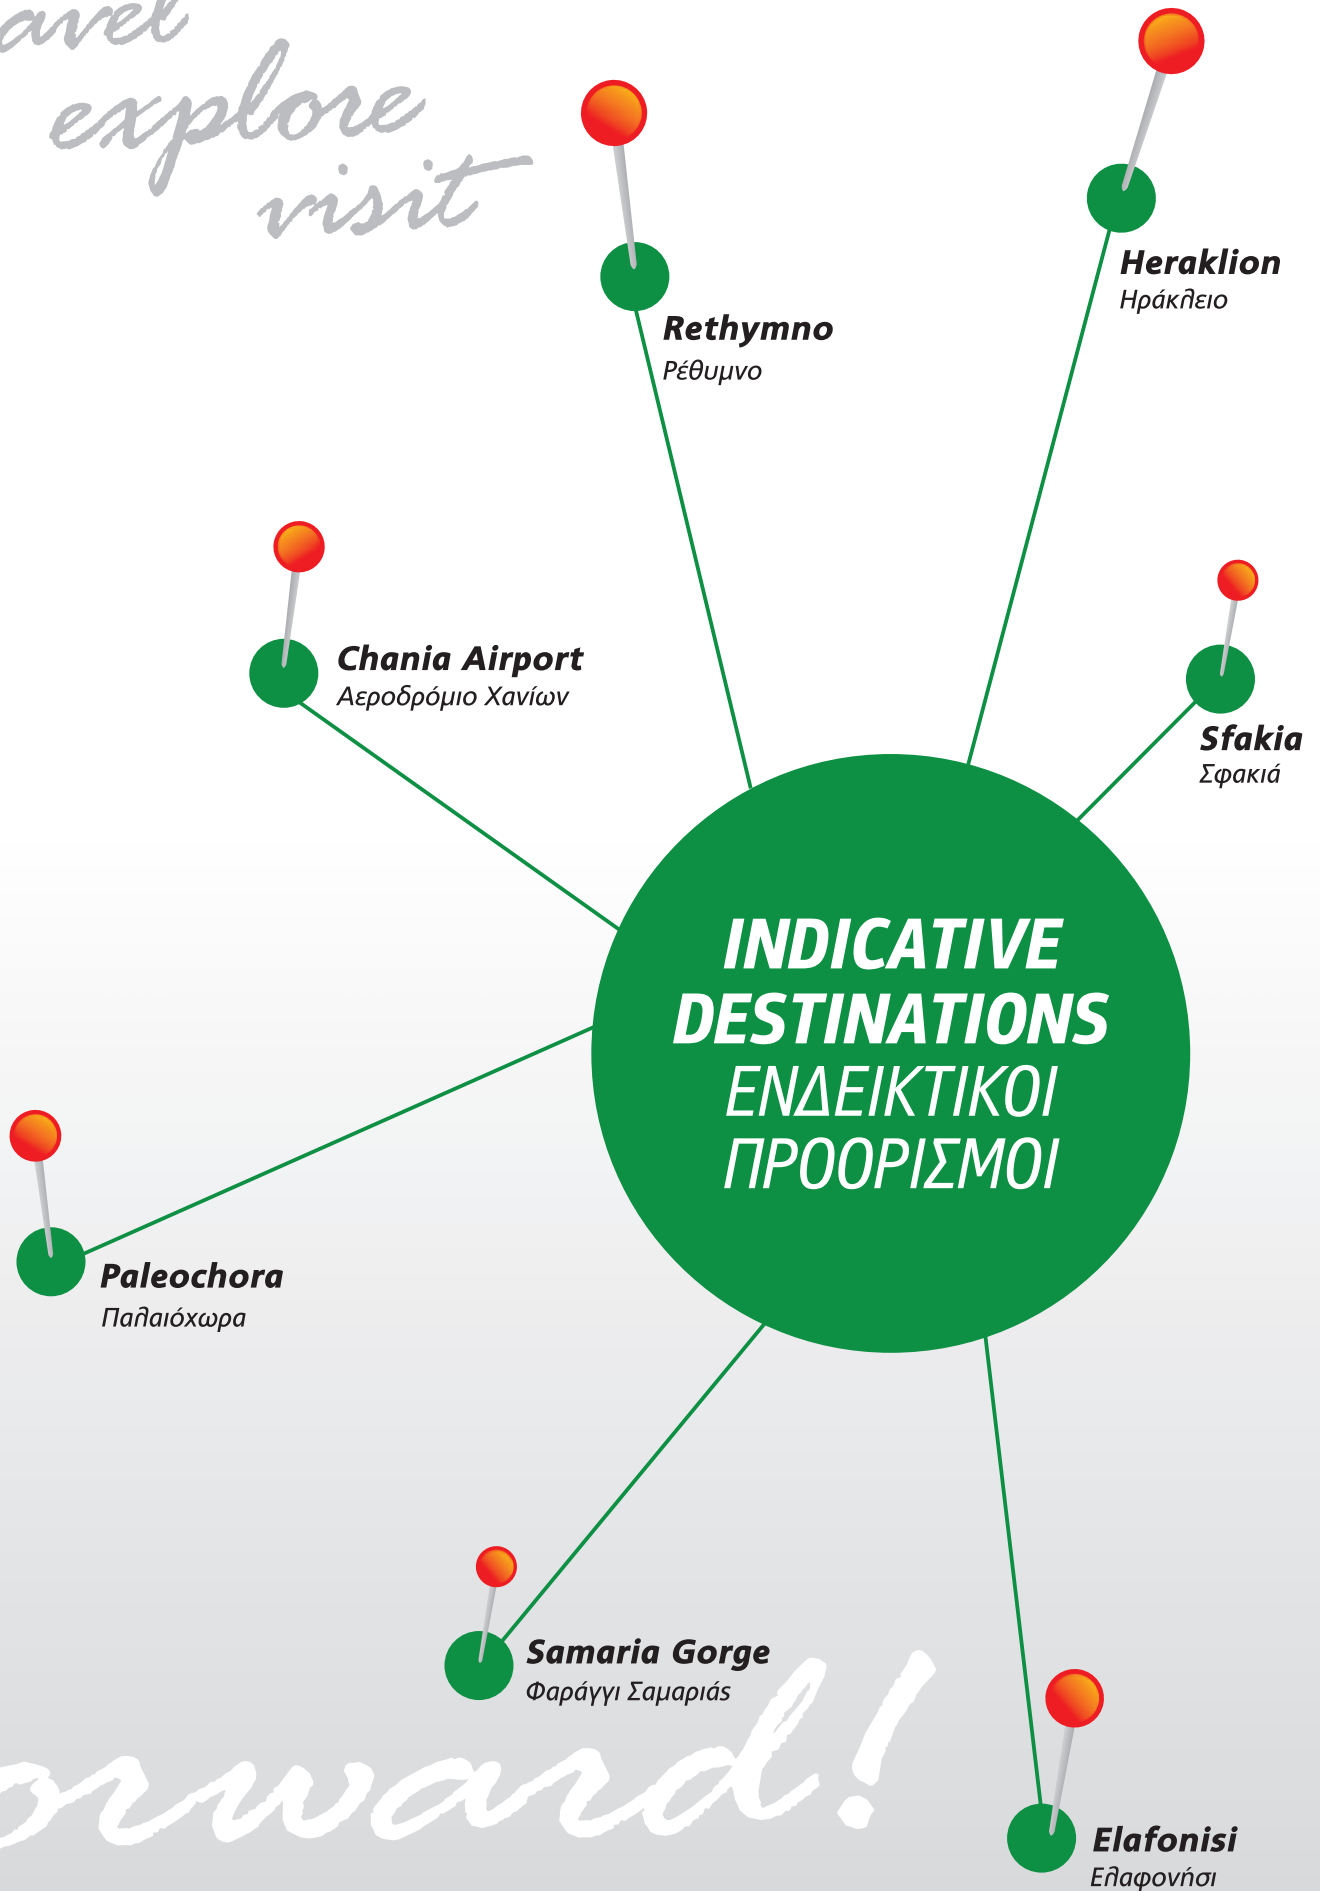 explore
visit
Heraklion
Ηράκλειο
Rethymno
Ρέθυμνο
Chania Airport
Αεροδρόμιο Χανίων
Sfakia
Σφακιά
INDICATIVE
DESTINATIONS
ΕΝΔΕΙΚΤΙΚΟΙ
ΠΡΟΟΡΙΣΜΟΙ
Paleochora
Παλαιόχωρα
Samaria Gorge
Φαράγγι Σαμαριάς
orward!
Elafonisi
Ελαφονήσι